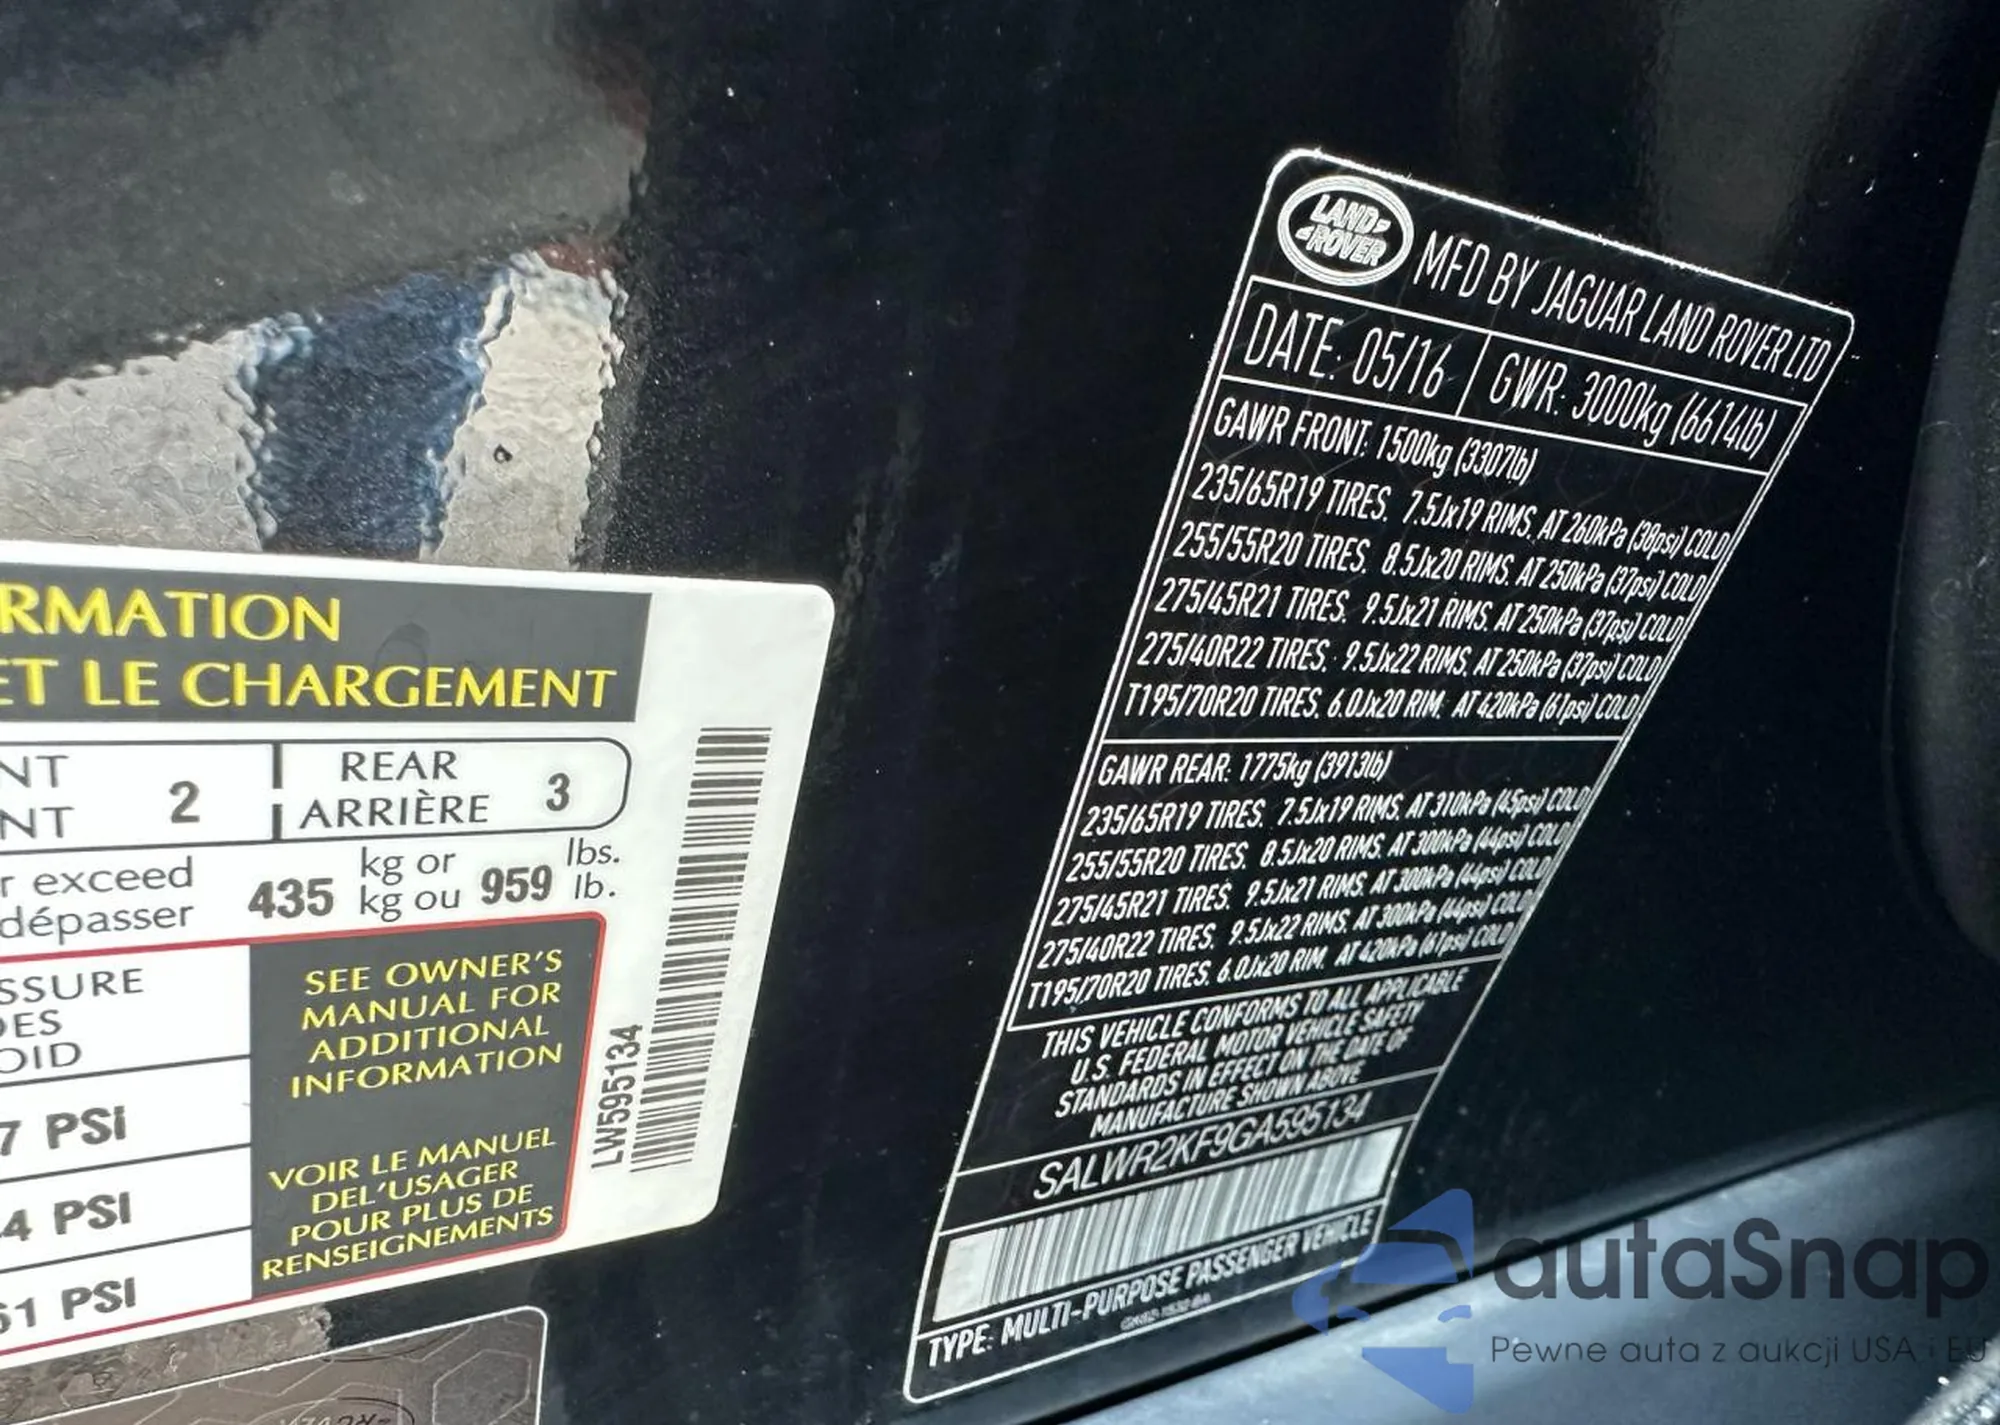 RMATION
ET LE CHARGEMENT
NT
NT
2
REAR
ARRIÈRE
3
r exceed
dépasser
435
kg or
kg ou
959
lbs.
lb.
SSURE
DES
OID
7 PSI
4 PSI
51 PSI
SEE OWNER'S
MANUAL FOR
ADDITIONAL
INFORMATION
VOIR LE MANUEL
DEL'USAGER
POUR PLUS DE
RENSEIGNEMENTS
LW595134
LAND
ROVER
MFD BY JAGUAR LAND ROVER LTD
DATE: 05/16 GWR: 3000kg (6614lb)
GAWR FRONT: 1500kg (3307lb)
235/65R19 TIRES. 7.5Jx19 RIMS. AT 260kPa (38psi) COLD
255/55R20 TIRES. 8.5Jx20 RIMS. AT 250kPa (37psi) COLD
275/45R21 TIRES. 9.5Jx21 RIMS. AT 250kPa (37psi) COLD
275/40R22 TIRES. 9.5Jx22 RIMS. AT 250kPa (37psi) COLD
T195/70R20 TIRES. 6.0Jx20 RIM. AT 420kPa (61psi) COLD
GAWR REAR: 1775kg (3913lb)
235/65R19 TIRES. 7.5Jx19 RIMS. AT 310kPa (45psi) COLD
255/55R20 TIRES. 8.5Jx20 RIMS. AT 300kPa (44psi) COLD
275/45R21 TIRES. 9.5Jx21 RIMS. AT 300kPa (44psi) COLD
275/40R22 TIRES. 9.5Jx22 RIMS. AT 300kPa (44psi) COLD
T195/70R20 TIRES. 6.0Jx20 RIM. AT 420kPa (61psi) COLD
THIS VEHICLE CONFORMS TO ALL APPLICABLE
U.S. FEDERAL MOTOR VEHICLE SAFETY
STANDARDS IN EFFECT ON THE DATE OF
MANUFACTURE SHOWN ABOVE
SALWR2KF9GA595134
TYPE: MULTI-PURPOSE PASSENGER VEHICLE
autaSnap
Pewne auta z aukcji USA i EU